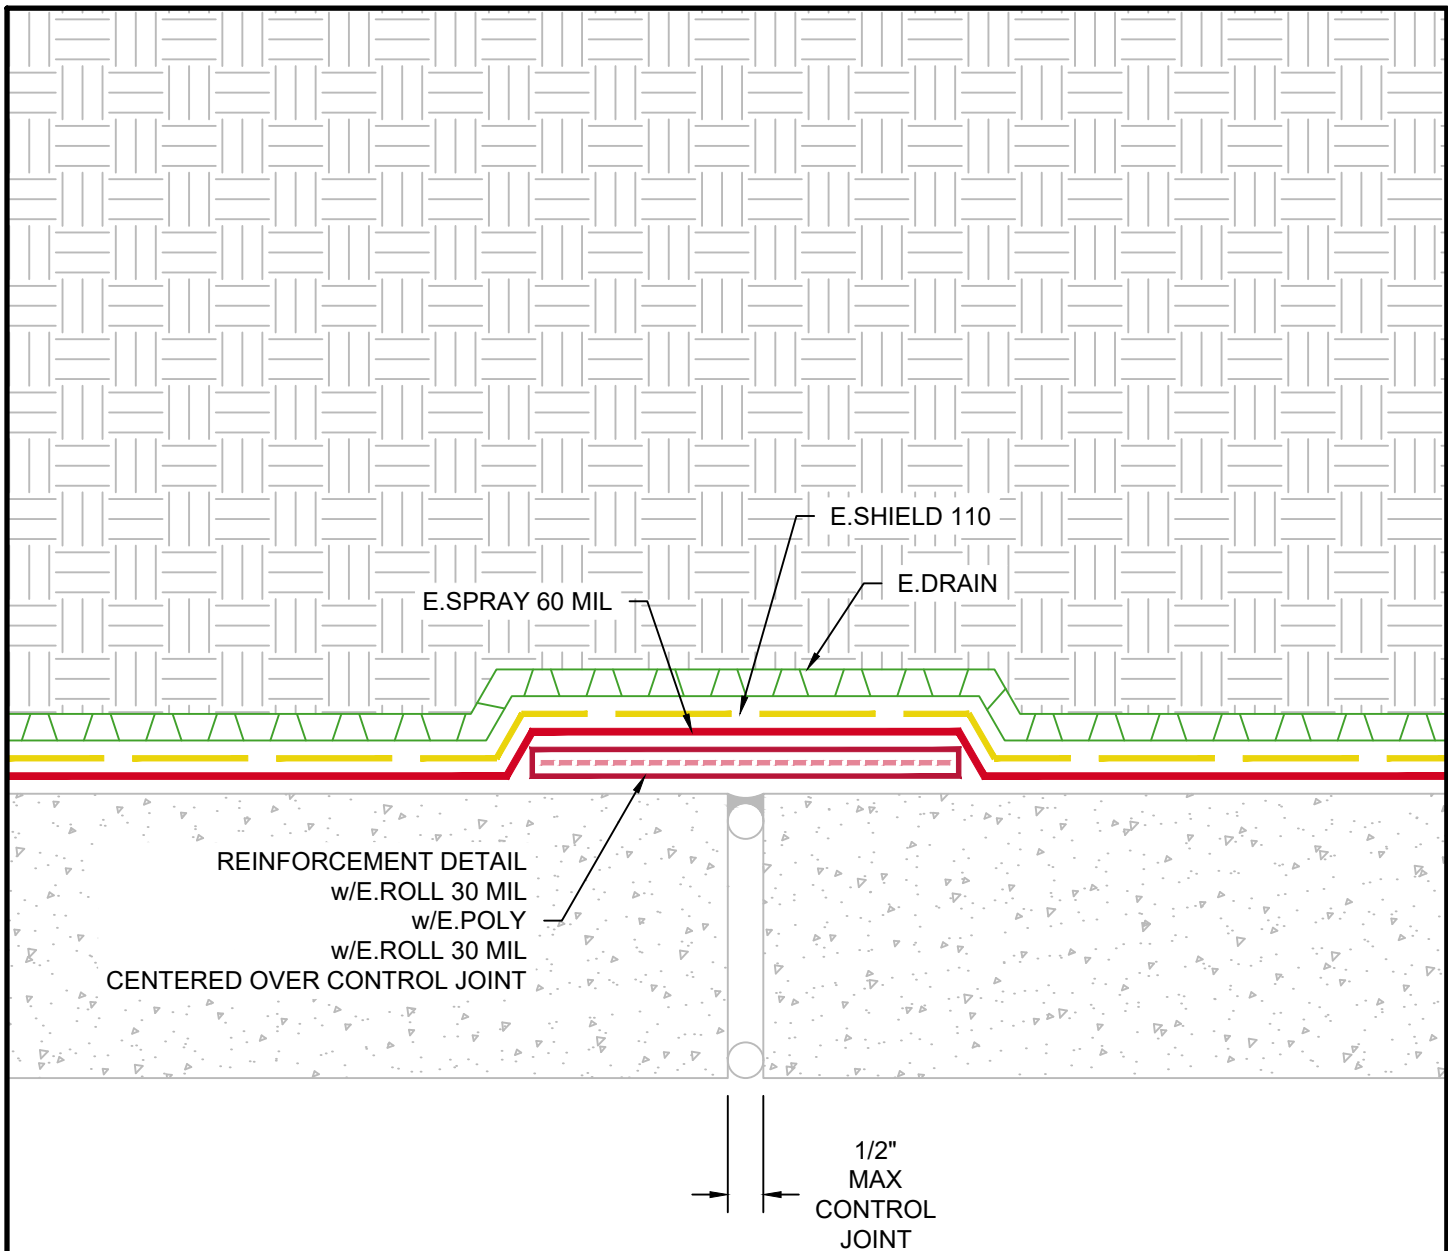 E.SHIELD 110
E.DRAIN
E.SPRAY 60 MIL
REINFORCEMENT DETAIL
w/E.ROLL 30 MIL
w/E.POLY
w/E.ROLL 30 MIL
CENTERED OVER CONTROL JOINT
1/2"
MAX
CONTROL
JOINT